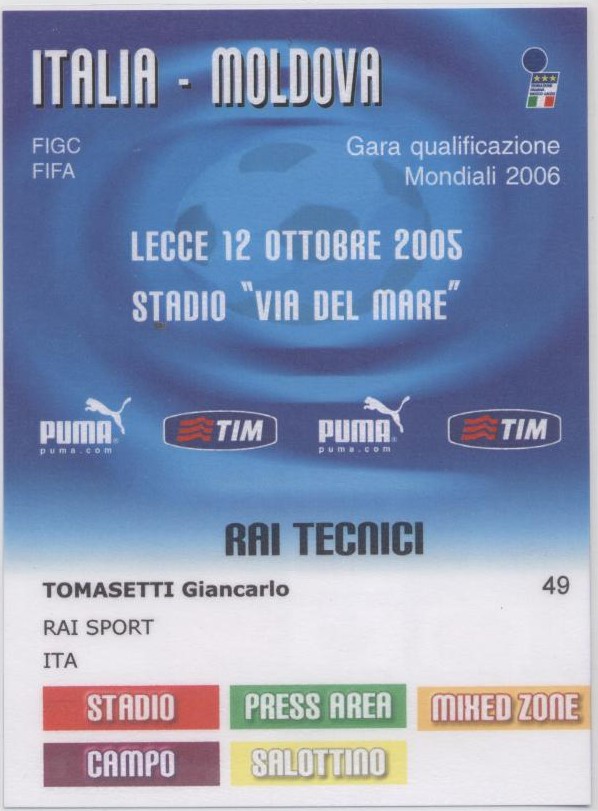 ITALIA - MOLDOVA
FIGC
FIFA
Gara qualificazione
Mondiali 2006
LECCE 12 OTTOBRE 2005
STADIO "VIA DEL MARE"
PUMA®
puma.com
TIM
PUMA®
puma.com
TIM
RAI TECNICI
TOMASETTI Giancarlo
49
RAI SPORT
ITA
STADIO
PRESS AREA
MIXED ZONE
CAMPO
SALOTTINO